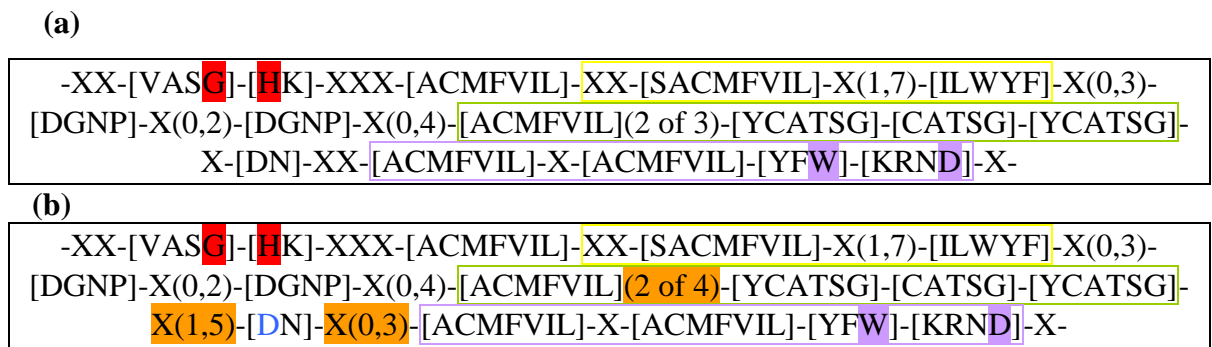 (a)
-XX-[VASG]-[HK]-XXX-[ACMFVIL]-XX-[SACMFVIL]-X(1,7)-[ILWYF]-X(0,3)-
[DGNP]-X(0,2)-[DGNP]-X(0,4)-[ACMFVIL](2 of 3)-[YCATSG]-[CATSG]-[YCATSG]-
X-[DN]-XX-[ACMFVIL]-X-[ACMFVIL]-[YFW]-[KRND]-X-
(b)
-XX-[VASG]-[HK]-XXX-[ACMFVIL]-XX-[SACMFVIL]-X(1,7)-[ILWYF]-X(0,3)-
[DGNP]-X(0,2)-[DGNP]-X(0,4)-[ACMFVIL](2 of 4)-[YCATSG]-[CATSG]-[YCATSG]-
X(1,5)-[DN]-X(0,3)-[ACMFVIL]-X-[ACMFVIL]-[YFW]-[KRND]-X-